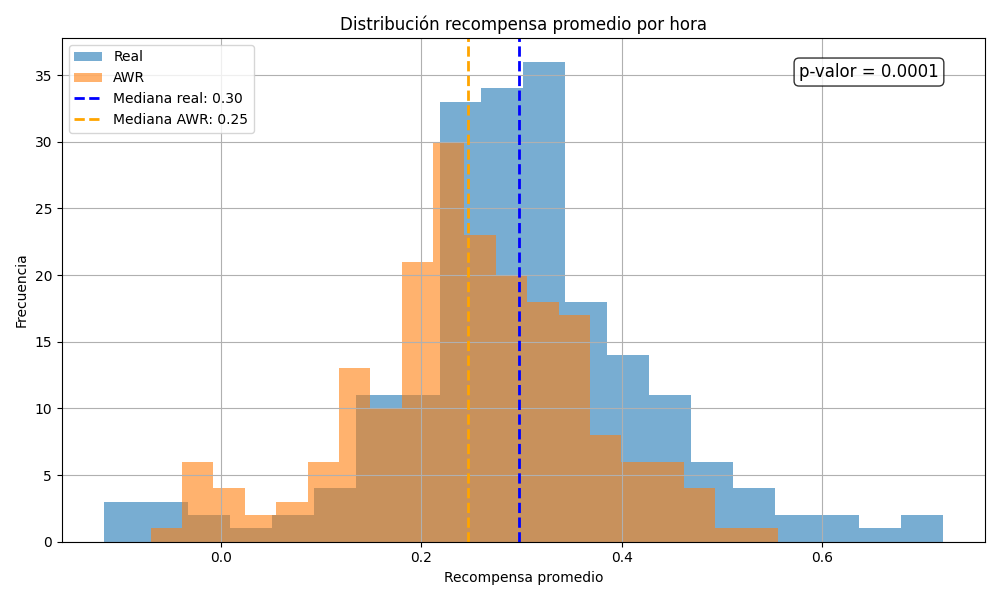 Distribución recompensa promedio por hora
Real
AWR
Mediana real: 0.30
Mediana AWR: 0.25
p-valor = 0.0001
Frecuencia
35
30
25
20
15
10
5
0
0.0
0.2
0.4
0.6
Recompensa promedio